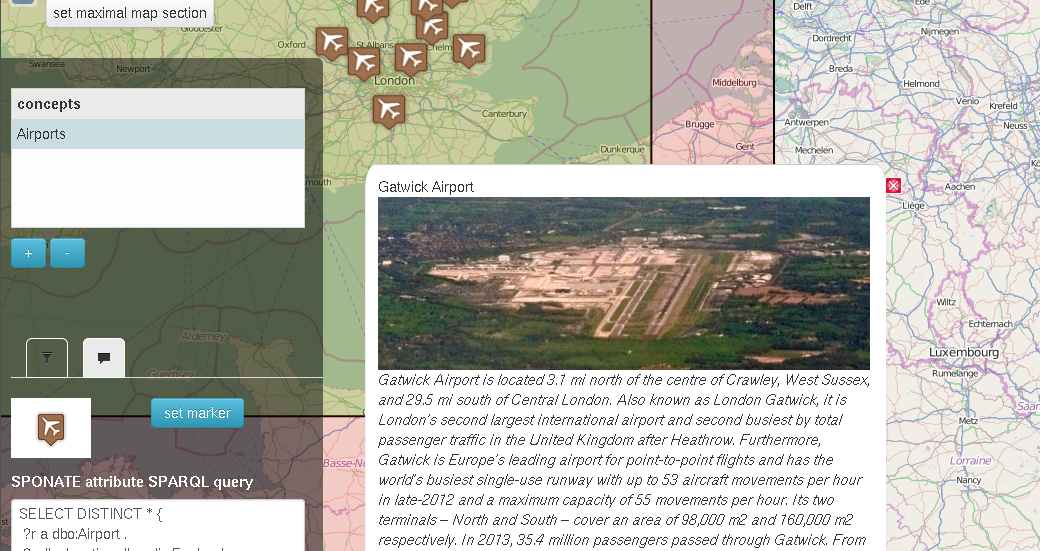 set maximal map section
Gloucester
Oxford
St Albans
Chelm
Swansea
Newport
London
Canterbury
Dunkerque
Delft
Dordrecht
Nijmegen
Breda
Helmond
Middelburg
Venlo
Krefeld
Brugge
Antwerpen
Neuss
Gent
Mechelen
Aachen
Liège
concepts
Airports
mouth
+
-
Alderney
Guernsey
set marker
SPONATE attribute SPARQL query
SELECT DISTINCT * {
?r a dbo:Airport .
Gatwick Airport
Gatwick Airport is located 3.1 mi north of the centre of Crawley, West Sussex,
and 29.5 mi south of Central London. Also known as London Gatwick, it is
London's second largest international airport and second busiest by total
passenger traffic in the United Kingdom after Heathrow. Furthermore,
Gatwick is Europe's leading airport for point-to-point flights and has the
world's busiest single-use runway with up to 53 aircraft movements per hour
in late-2012 and a maximum capacity of 55 movements per hour. Its two
terminals – North and South – cover an area of 98,000 m2 and 160,000 m2
respectively. In 2013, 35.4 million passengers passed through Gatwick. From
Basse-No
Wiltz
Echternach
Luxembourg
Rumelange
Saar
Metz
Lorraine
Nancy